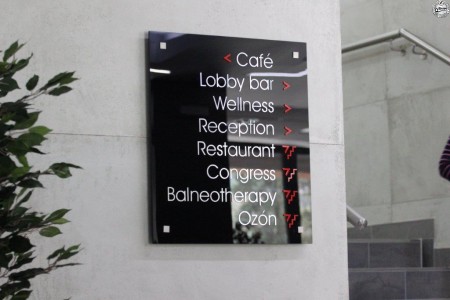 < Café
Lobby bar >
Wellness >
Reception >
Restaurant
Congress
Balneotherapy
Ozón